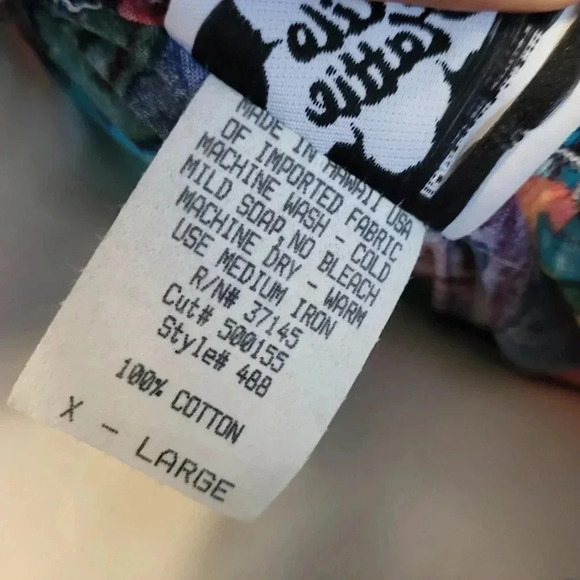 MADE IN HAWAII USA
OF IMPORTED FABRIC
MACHINE WASH - COLD
MILD SOAP NO BLEACH
MACHINE DRY - WARM
USE MEDIUM IRON
R/N# 37145
Cut# 500155
Style# 488
100% COTTON
X - LARGE